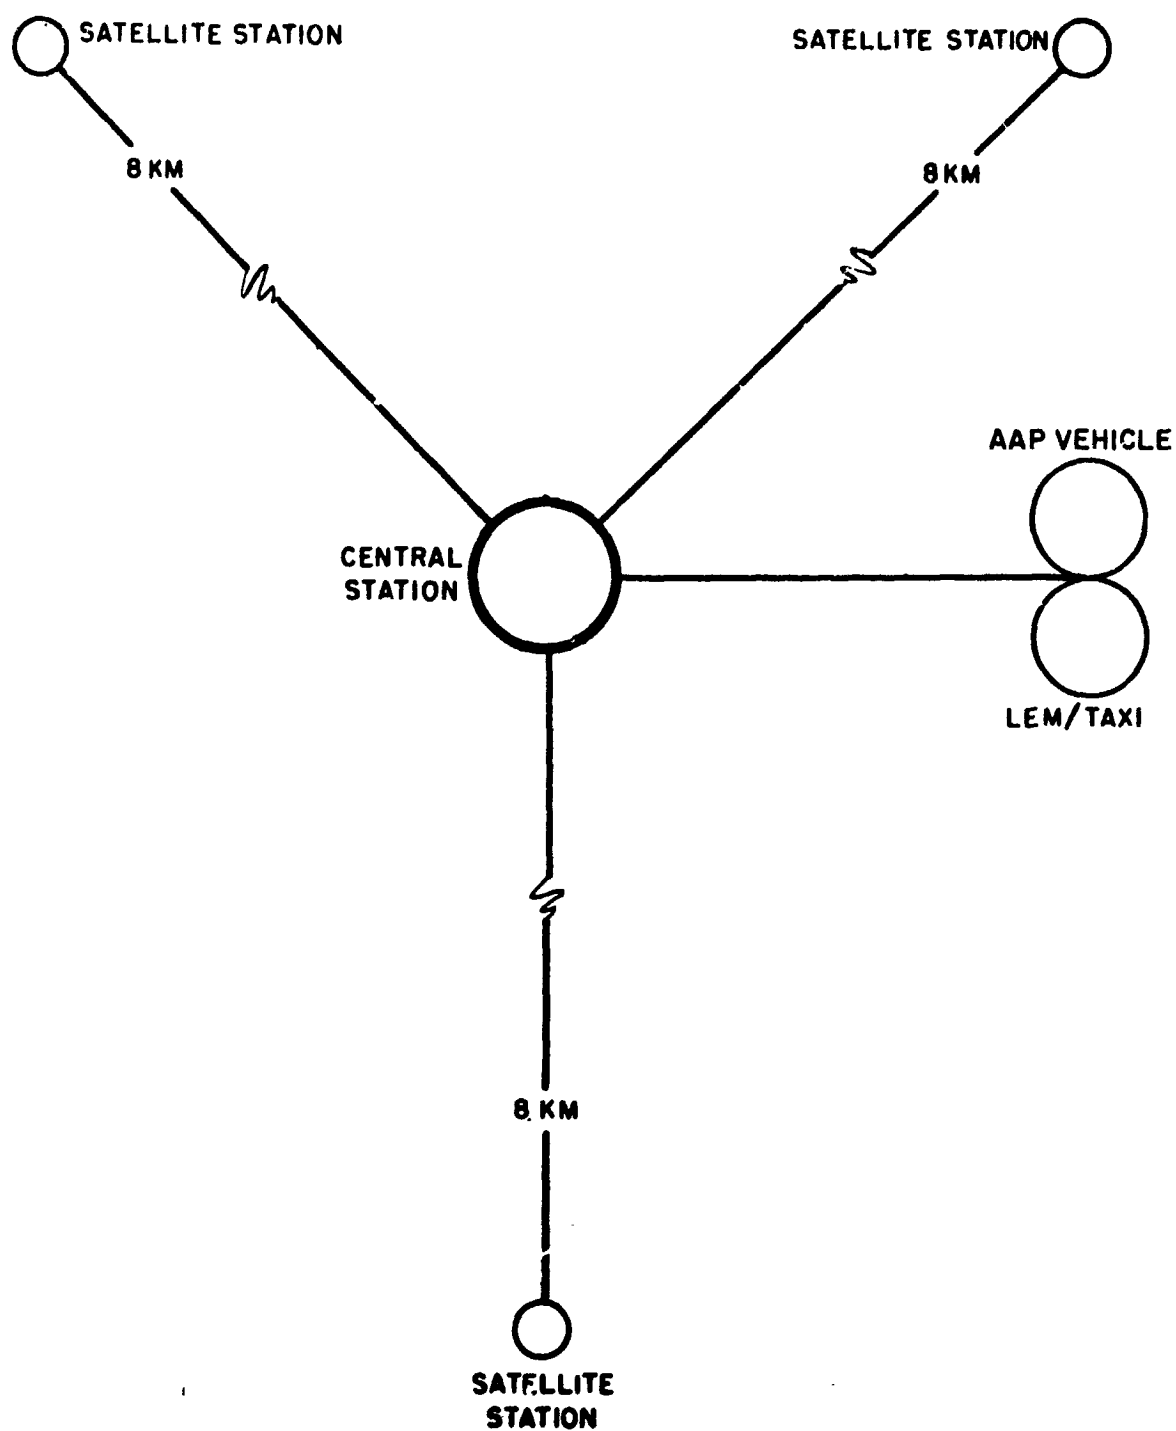 SATELLITE STATION
SATELLITE STATION
8 KM
8 KM
AAP VEHICLE
CENTRAL
STATION
LEM/TAXI
8 KM
SATELLITE
STATION